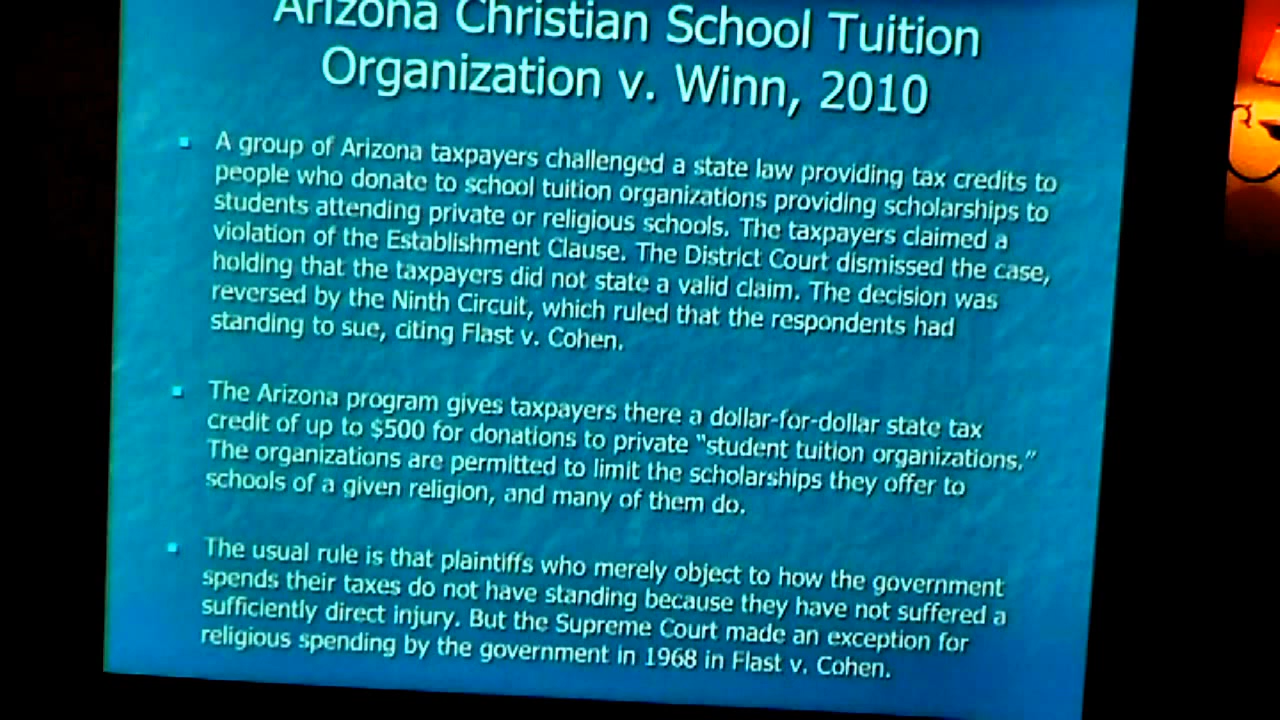 Arizona Christian School Tuition
Organization v. Winn, 2010
A group of Arizona taxpayers challenged a state law providing tax credits to
people who donate to school tuition organizations providing scholarships to
students attending private or religious schools. The taxpayers claimed a
violation of the Establishment Clause. The District Court dismissed the case,
holding that the taxpayers did not state a valid claim. The decision was
reversed by the Ninth Circuit, which ruled that the respondents had
standing to sue, citing Flast v. Cohen.
The Arizona program gives taxpayers there a dollar-for-dollar state tax
credit of up to $500 for donations to private “student tuition organizations.”
The organizations are permitted to limit the scholarships they offer to
schools of a given religion, and many of them do.
The usual rule is that plaintiffs who merely object to how the government
spends their taxes do not have standing because they have not suffered a
sufficiently direct injury. But the Supreme Court made an exception for
religious spending by the government in 1968 in Flast v. Cohen.